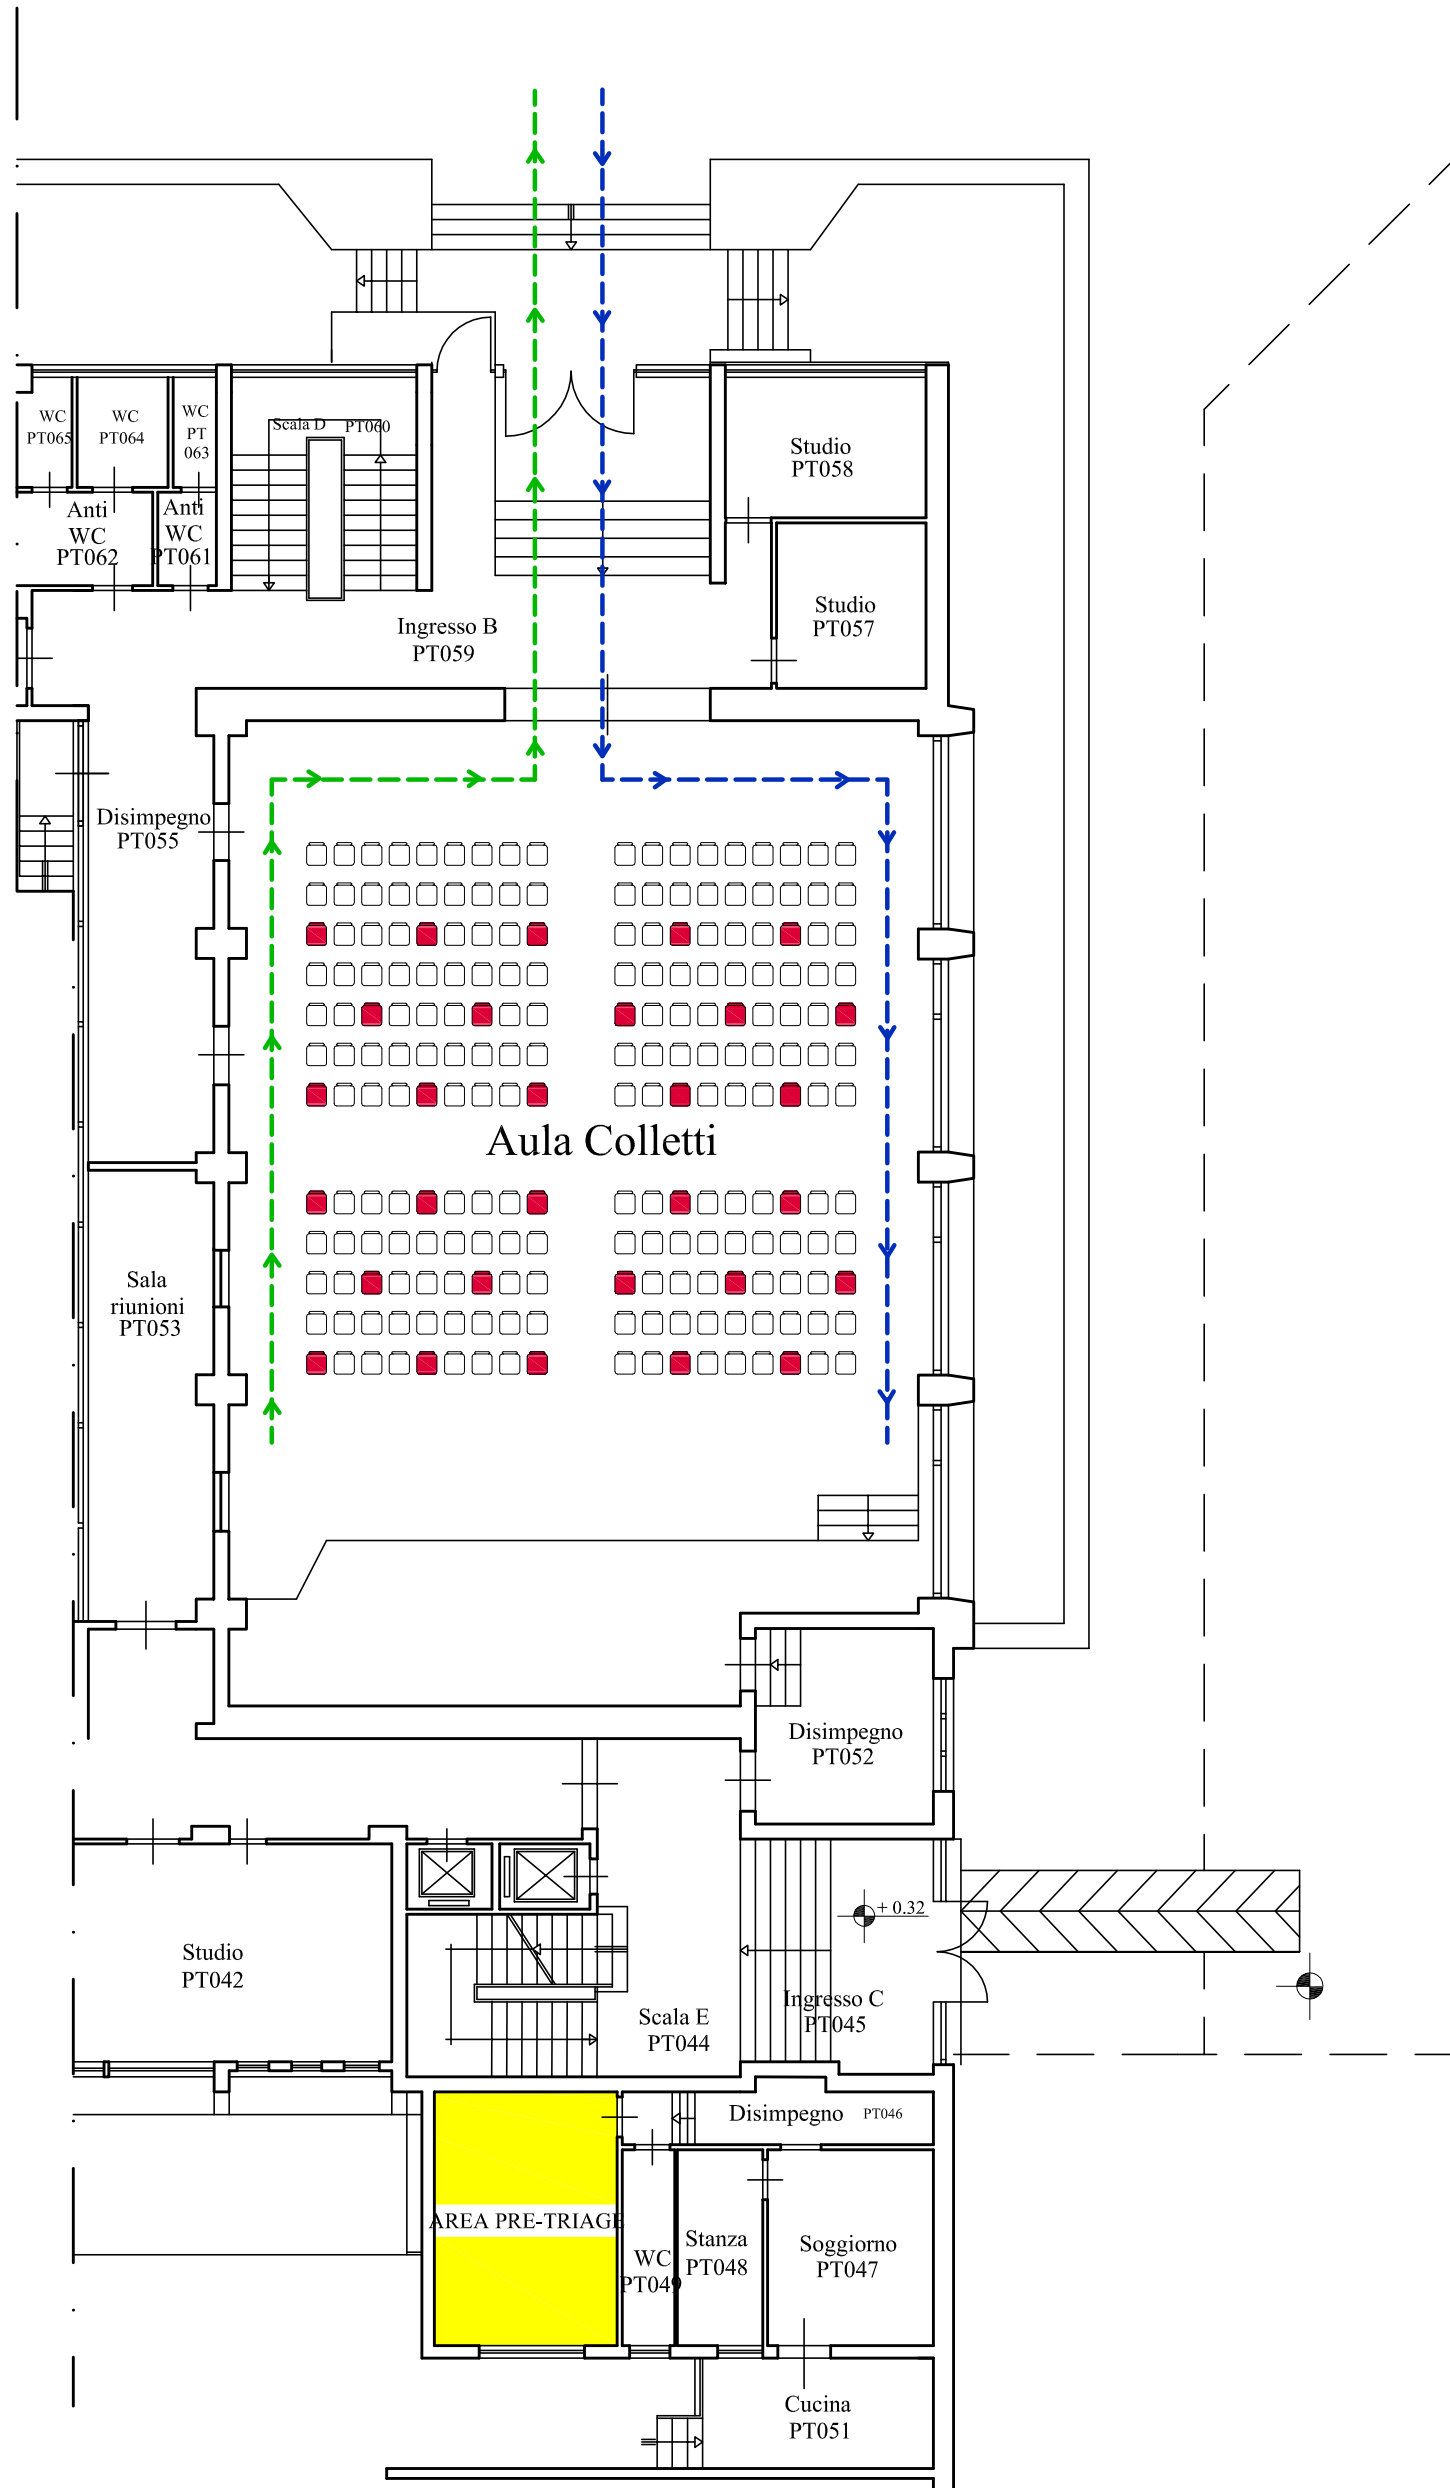 WC
PT065
WC
PT064
WC
PT
063
Scala D
PT060
Studio
PT058
Anti
WC
PT062
Anti
WC
PT061
Studio
PT057
Ingresso B
PT059
Disimpegno
PT055
Aula Colletti
Sala
riunioni
PT053
Disimpegno
PT052
+ 0.32
Studio
PT042
Scala E
PT044
Ingresso C
PT045
Disimpegno
PT046
AREA PRE-TRIAGE
WC
PT049
Stanza
PT048
Soggiorno
PT047
Cucina
PT051